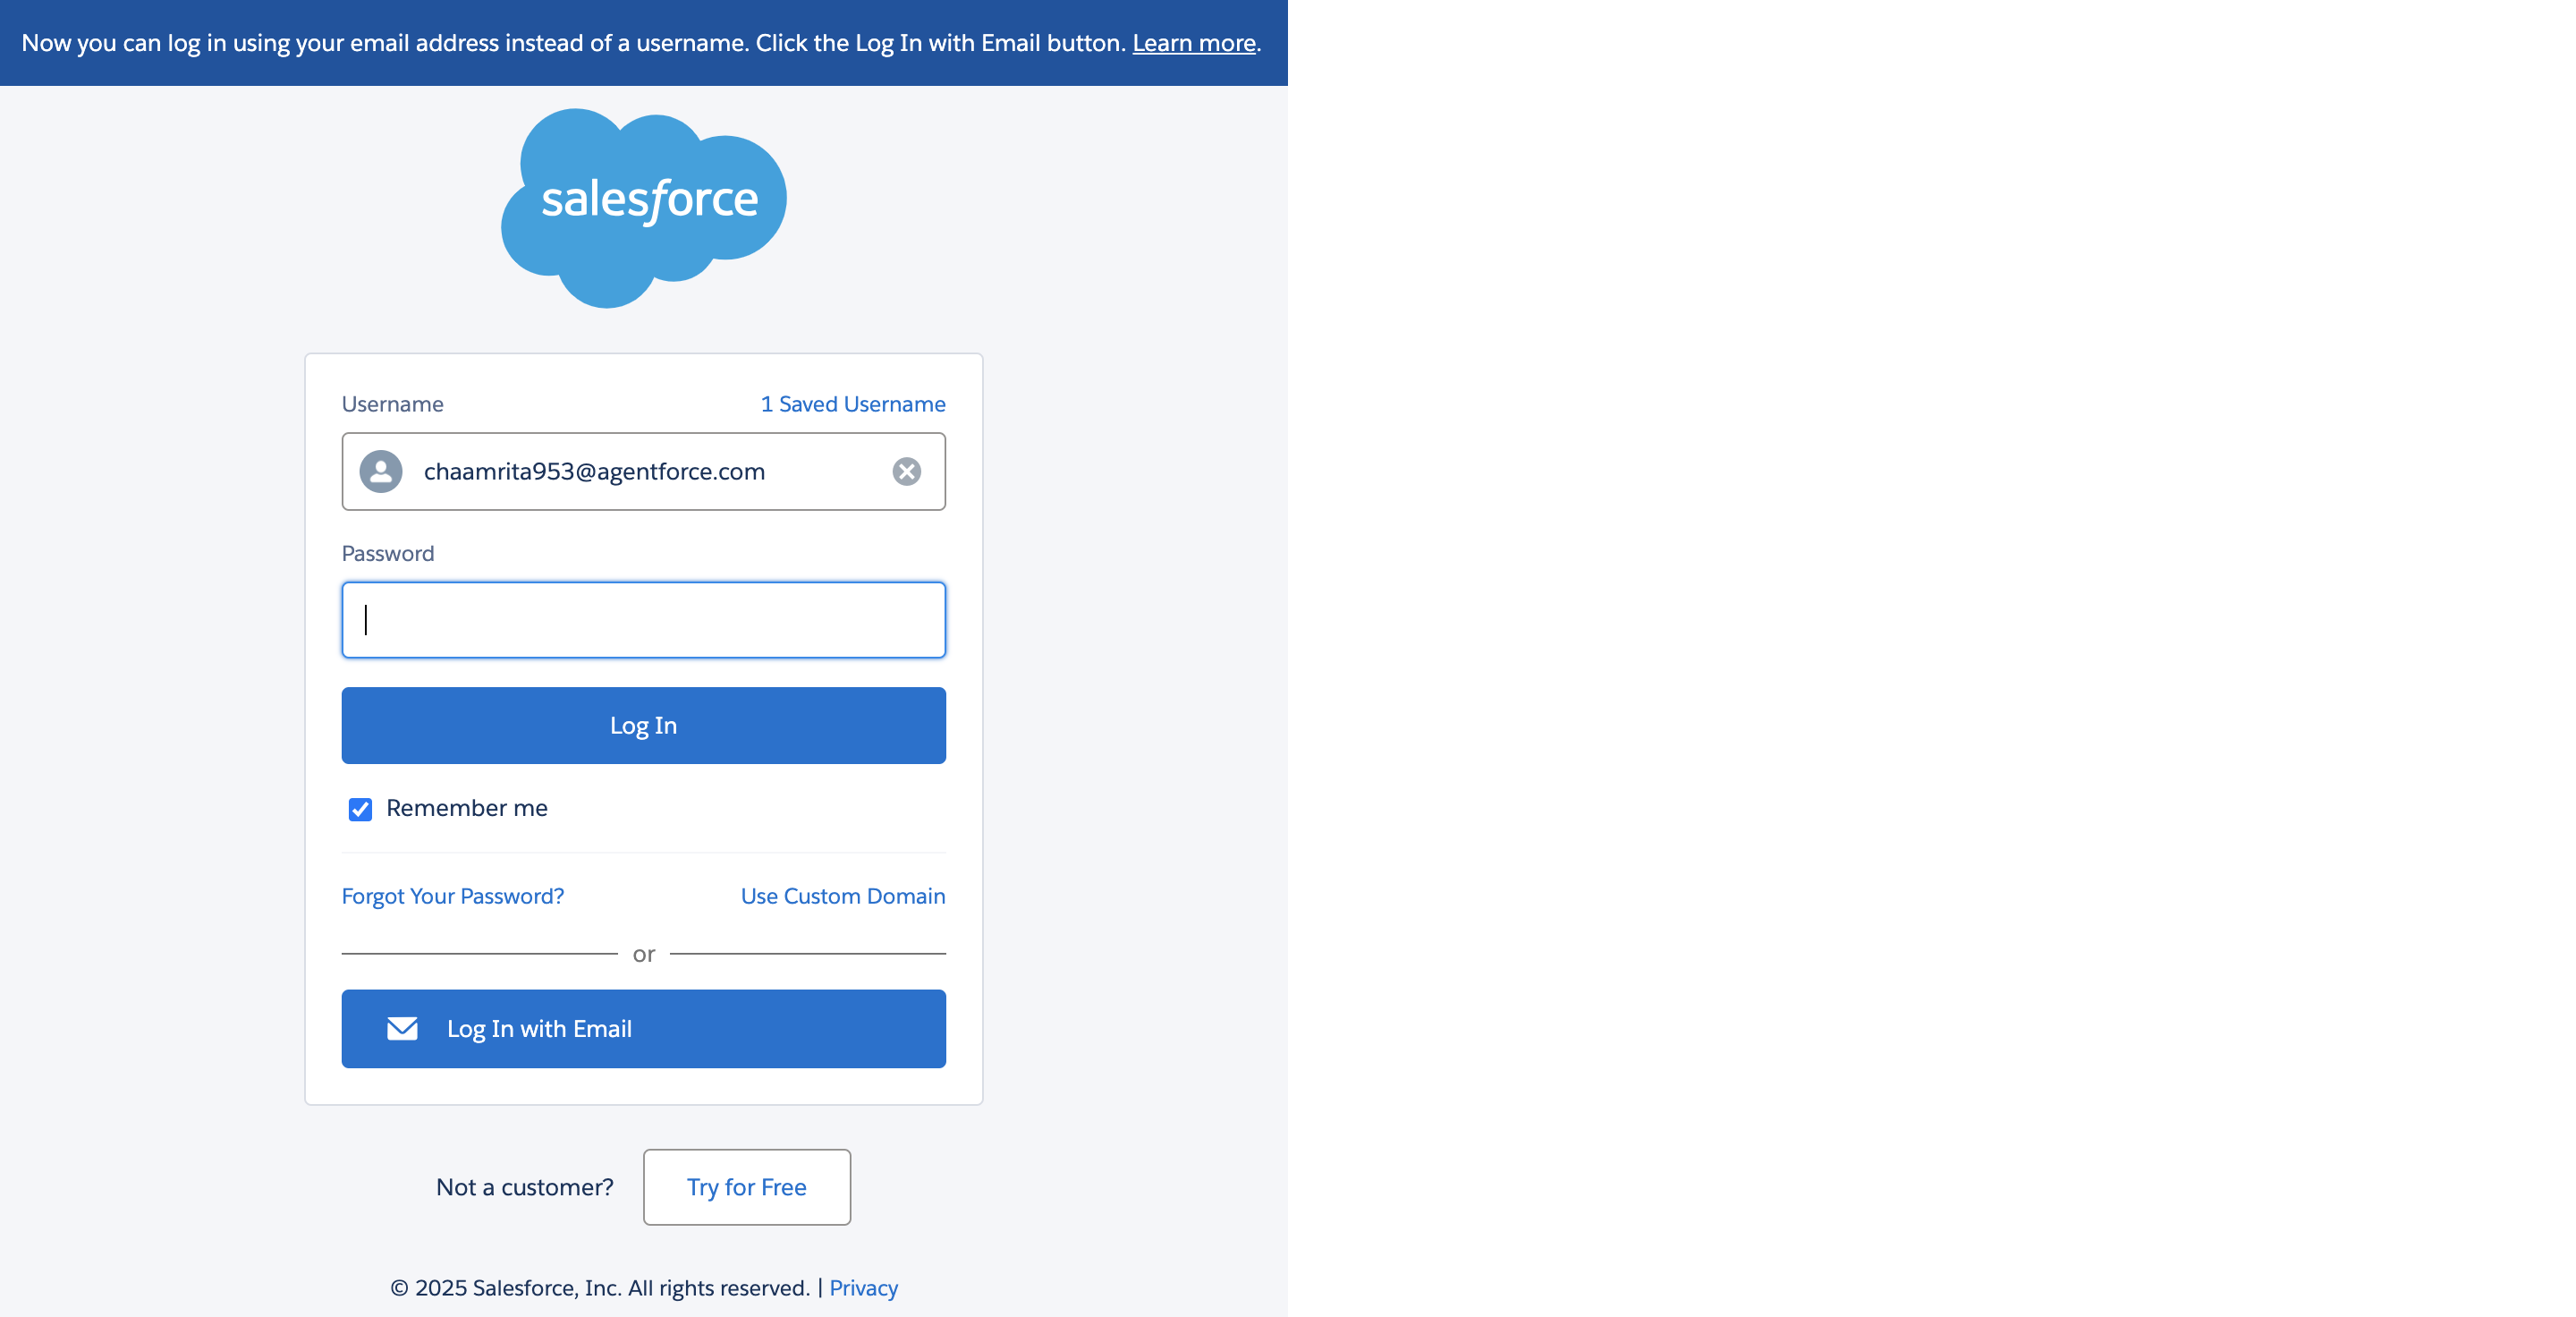 Now you can log in using your email address instead of a username. Click the Log In with Email button. Learn more.
salesforce
Username 1 Saved Username
chaamrita953@agentforce.com
Password
Log In
Remember me
Forgot Your Password? Use Custom Domain
or
Log In with Email
Not a customer? Try for Free
© 2025 Salesforce, Inc. All rights reserved. | Privacy